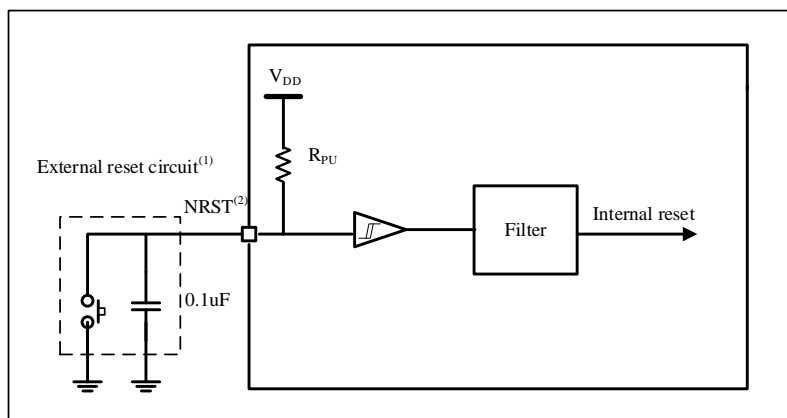 V_DD
R_PU
External reset circuit(1)
NRST(2)
Filter
Internal reset
0.1uF